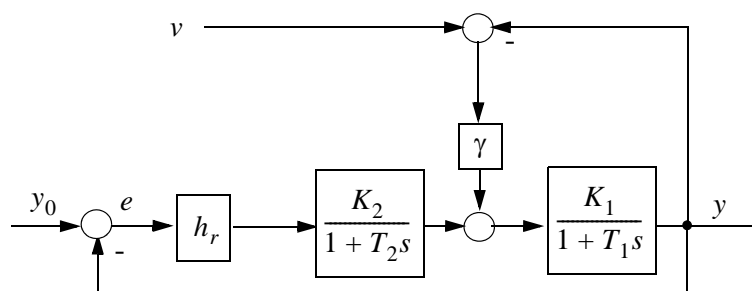 v
-
γ
y₀
e
-
hᵣ
K₂
1 + T₂s
K₁
1 + T₁s
y